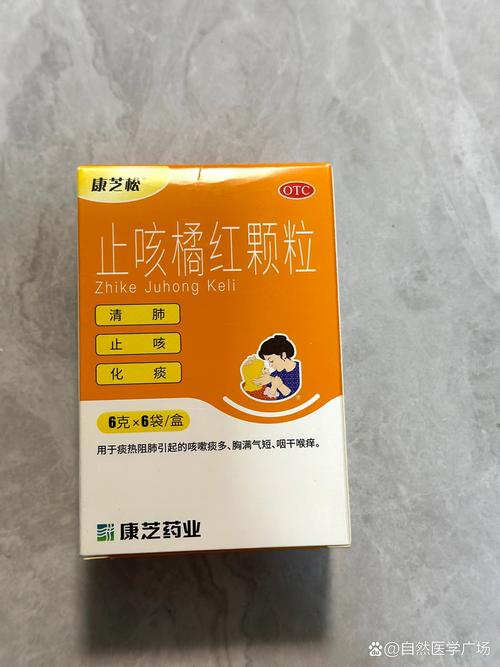 康芝松
OTC
止咳橘红颗粒
Zhike Juhong Keli
清肺
止咳
化痰
6克×6袋/盒
用于痰热阻肺引起的咳嗽痰多、胸满气短、咽干喉痒。
康芝药业
@自然医学广场